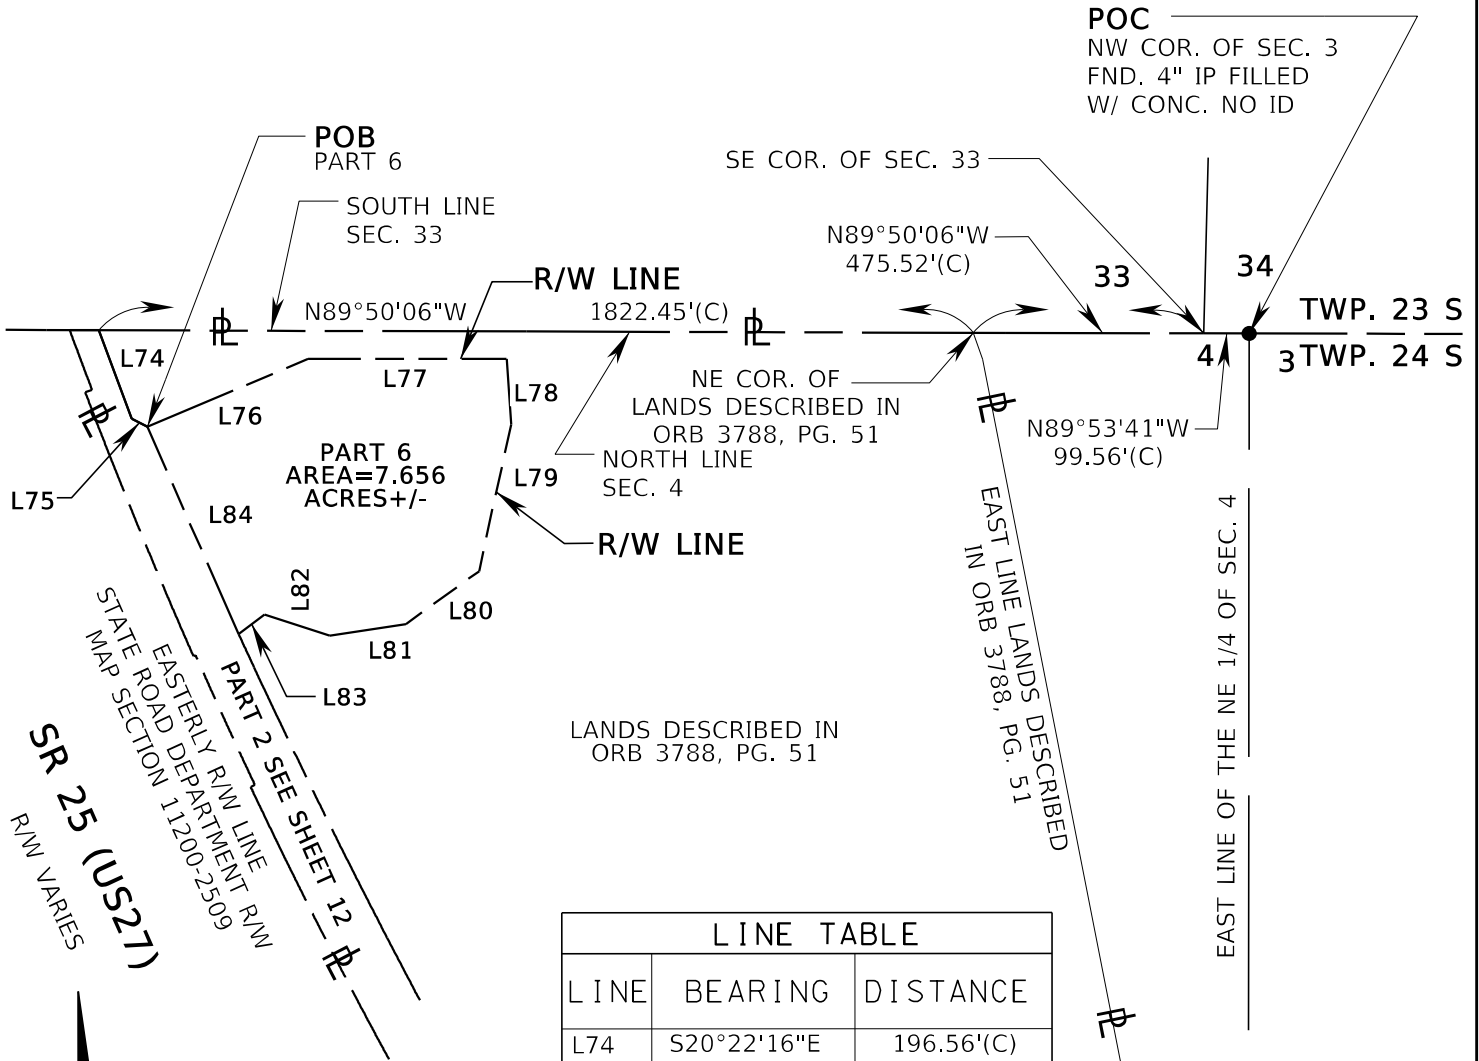 POC
NW COR. OF SEC. 3
FND. 4" IP FILLED
W/ CONC. NO ID
POB
PART 6
SE COR. OF SEC. 33
SOUTH LINE
SEC. 33
N89°50'06"W
475.52'(C)
33
34
R/W LINE
N89°50'06"W
1822.45'(C)
TWP. 23 S
4
3
TWP. 24 S
L74
L77
L76
L78
NE COR. OF
LANDS DESCRIBED IN
ORB 3788, PG. 51
N89°53'41"W
99.56'(C)
PART 6
AREA=7.656
ACRES+/-
NORTH LINE
SEC. 4
L79
L75
L84
R/W LINE
L82
L80
L81
L83
EAST LINE LANDS DESCRIBED
IN ORB 3788, PG. 51
EAST LINE OF THE NE 1/4 OF SEC. 4
EASTERLY R/W LINE
STATE ROAD DEPARTMENT R/W
MAP SECTION 11200-2509
PART 2 SEE SHEET 12
LANDS DESCRIBED IN
ORB 3788, PG. 51
SR 25 (US27)
R/W VARIES
PL
PL
PL
PL
PL
PL
LINE TABLE
LINE BEARING DISTANCE
L74 S20°22'16"E 196.56'(C)